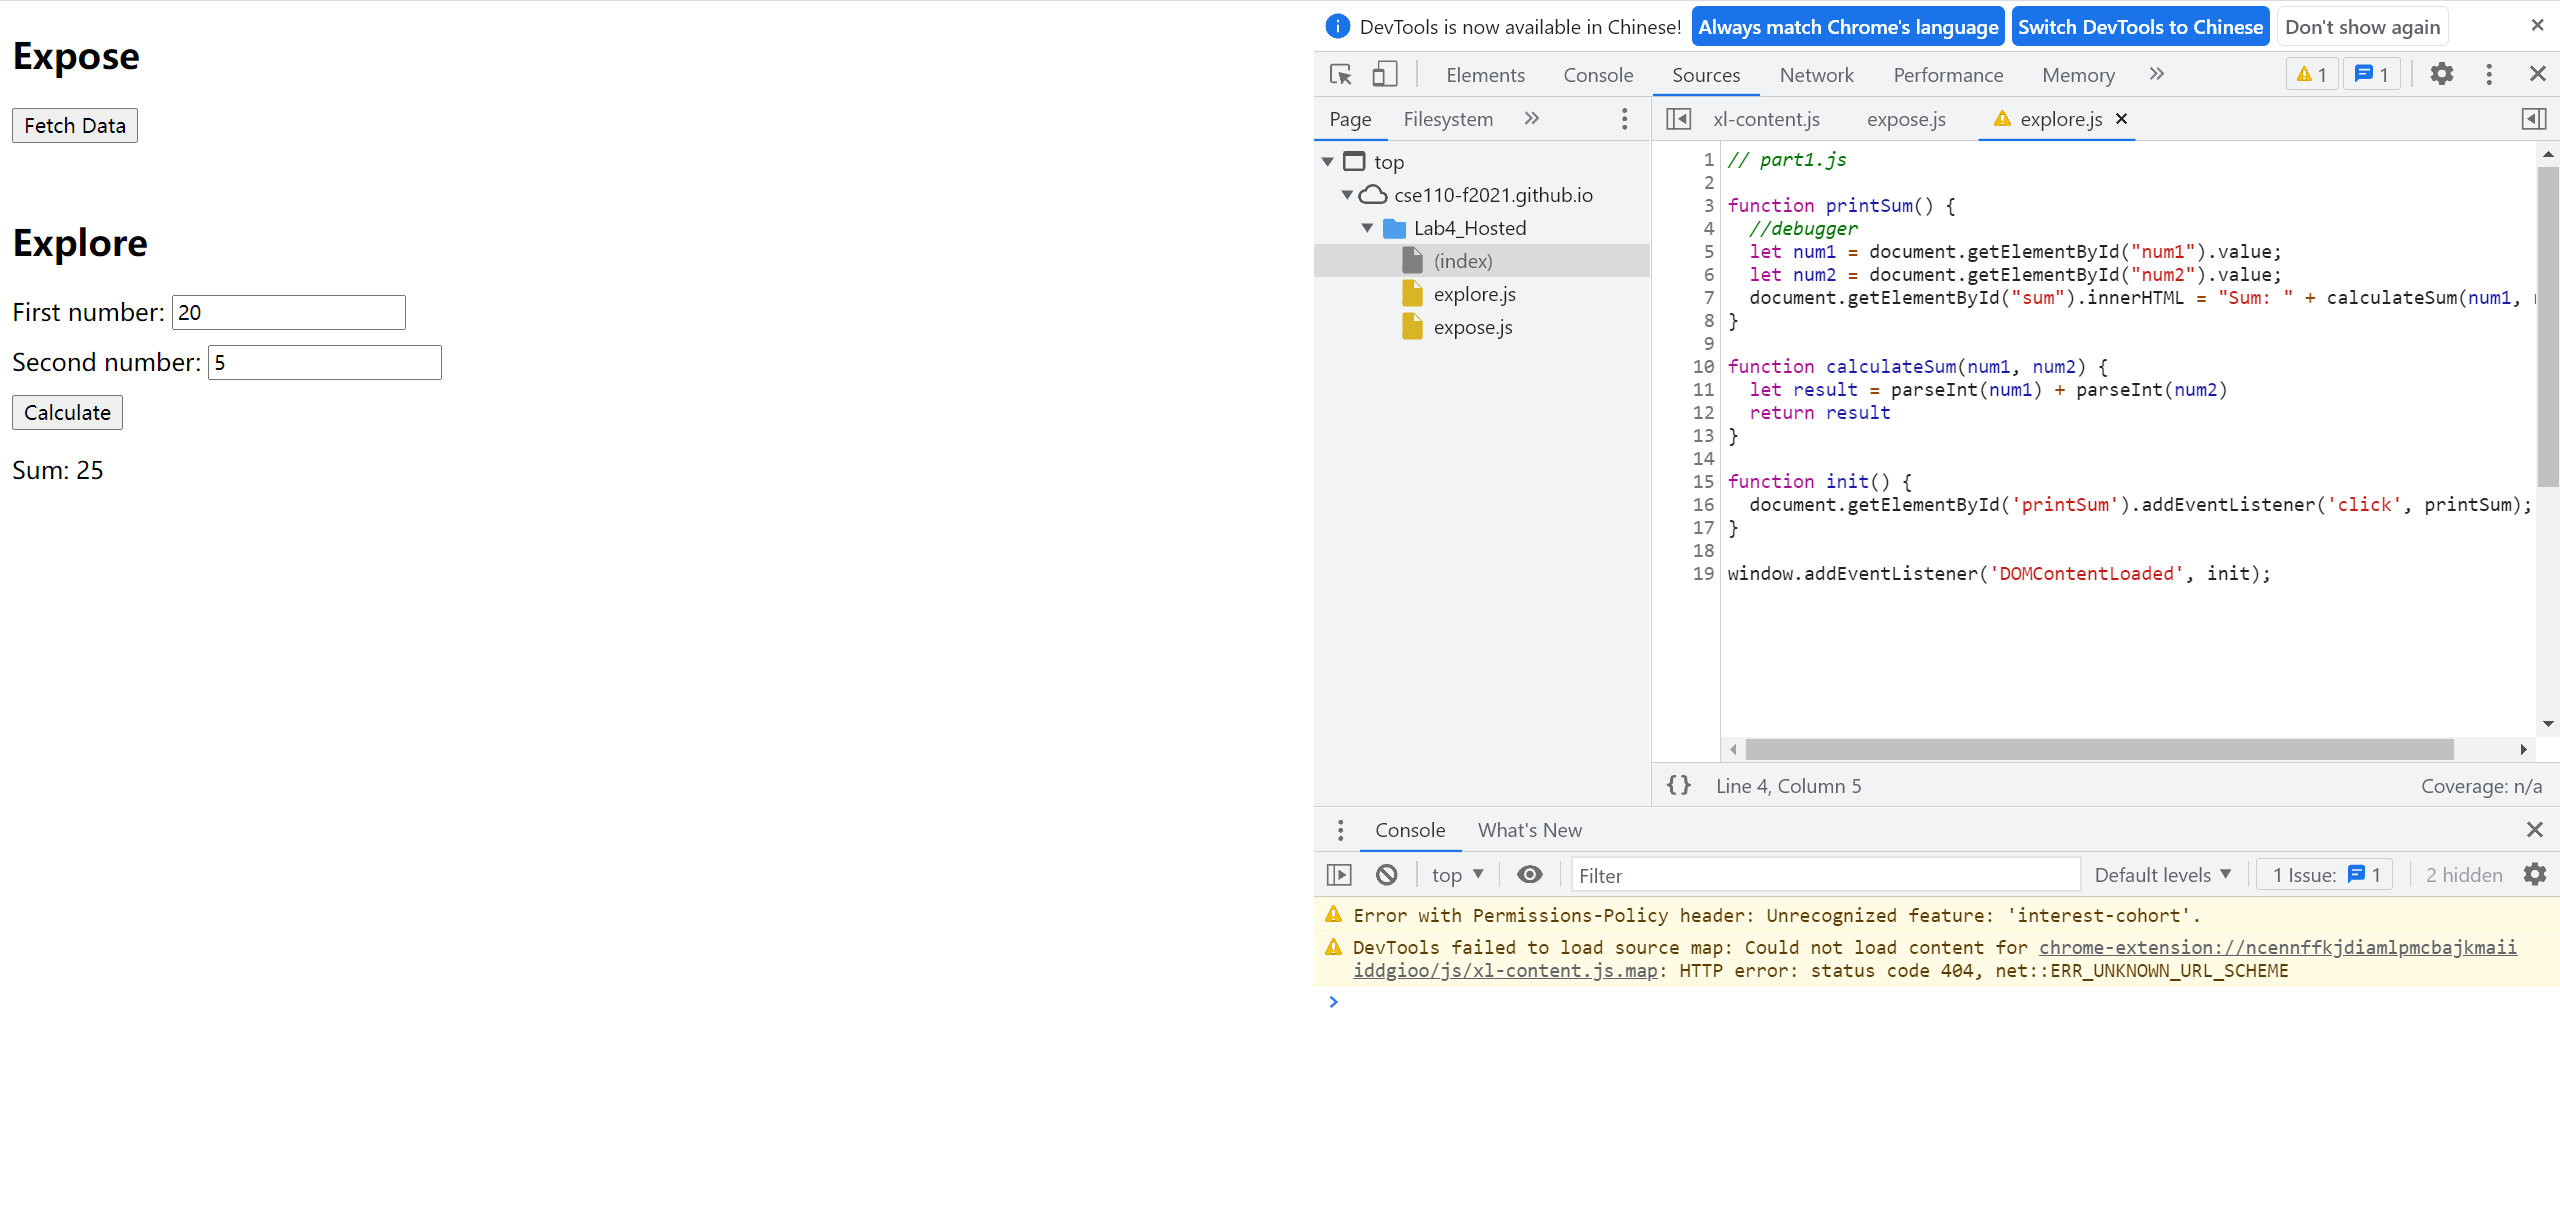 Expose
Fetch Data
Explore
First number: 20
Second number: 5
Calculate
Sum: 25
DevTools is now available in Chinese! Always match Chrome's language Switch DevTools to Chinese Don't show again
Elements Console Sources Network Performance Memory 1 1
Page Filesystem
top
cse110-f2021.github.io
Lab4_Hosted
(index)
explore.js
expose.js
xl-content.js expose.js explore.js
1 // part1.js
2
3 function printSum() {
4 //debugger
5 let num1 = document.getElementById("num1").value;
6 let num2 = document.getElementById("num2").value;
7 document.getElementById("sum").innerHTML = "Sum: " + calculateSum(num1,
8 }
9
10 function calculateSum(num1, num2) {
11 let result = parseInt(num1) + parseInt(num2)
12 return result
13 }
14
15 function init() {
16 document.getElementById('printSum').addEventListener('click', printSum);
17 }
18
19 window.addEventListener('DOMContentLoaded', init);
{} Line 4, Column 5 Coverage: n/a
Console What's New
top Filter Default levels 1 Issue: 1 2 hidden
Error with Permissions-Policy header: Unrecognized feature: 'interest-cohort'.
DevTools failed to load source map: Could not load content for chrome-extension://ncennffkjdiamlpmcbajkmaii
iddgioo/js/xl-content.js.map: HTTP error: status code 404, net::ERR_UNKNOWN_URL_SCHEME